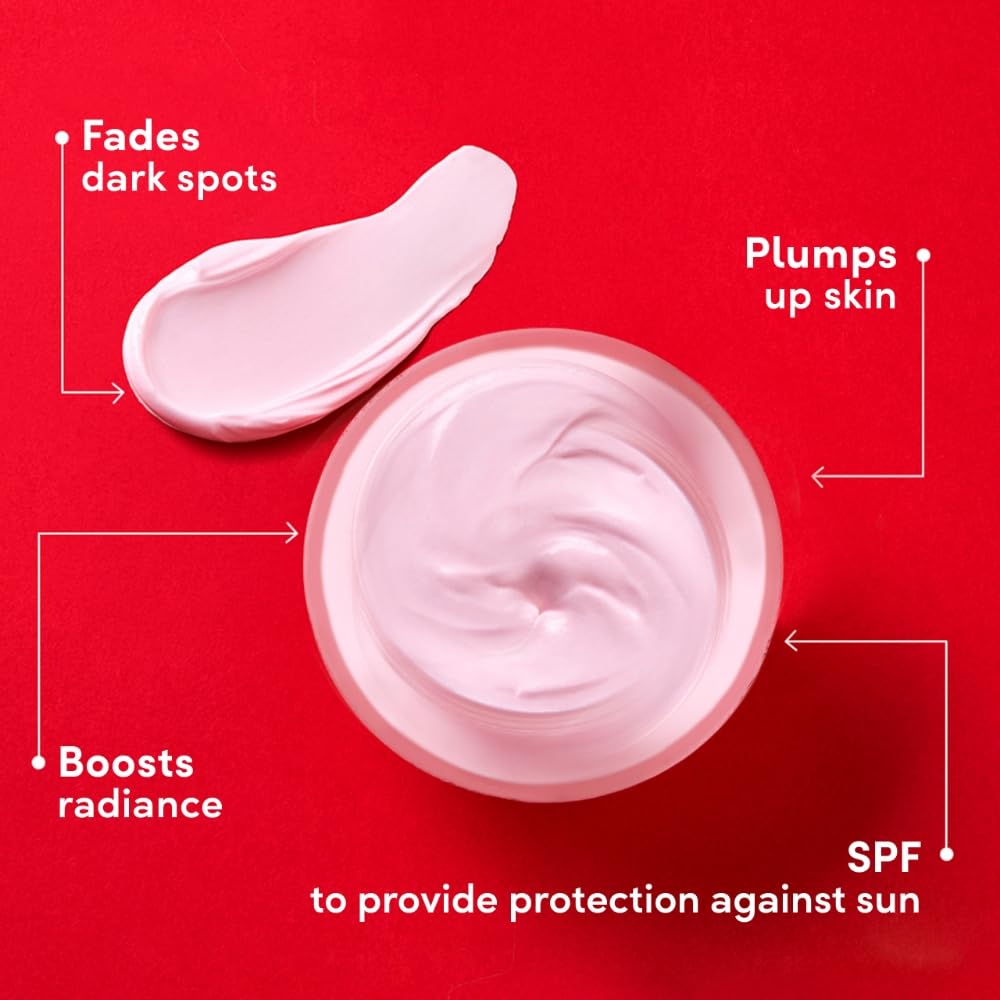 Fades
dark spots
Plumps
up skin
Boosts
radiance
SPF
to provide protection against sun